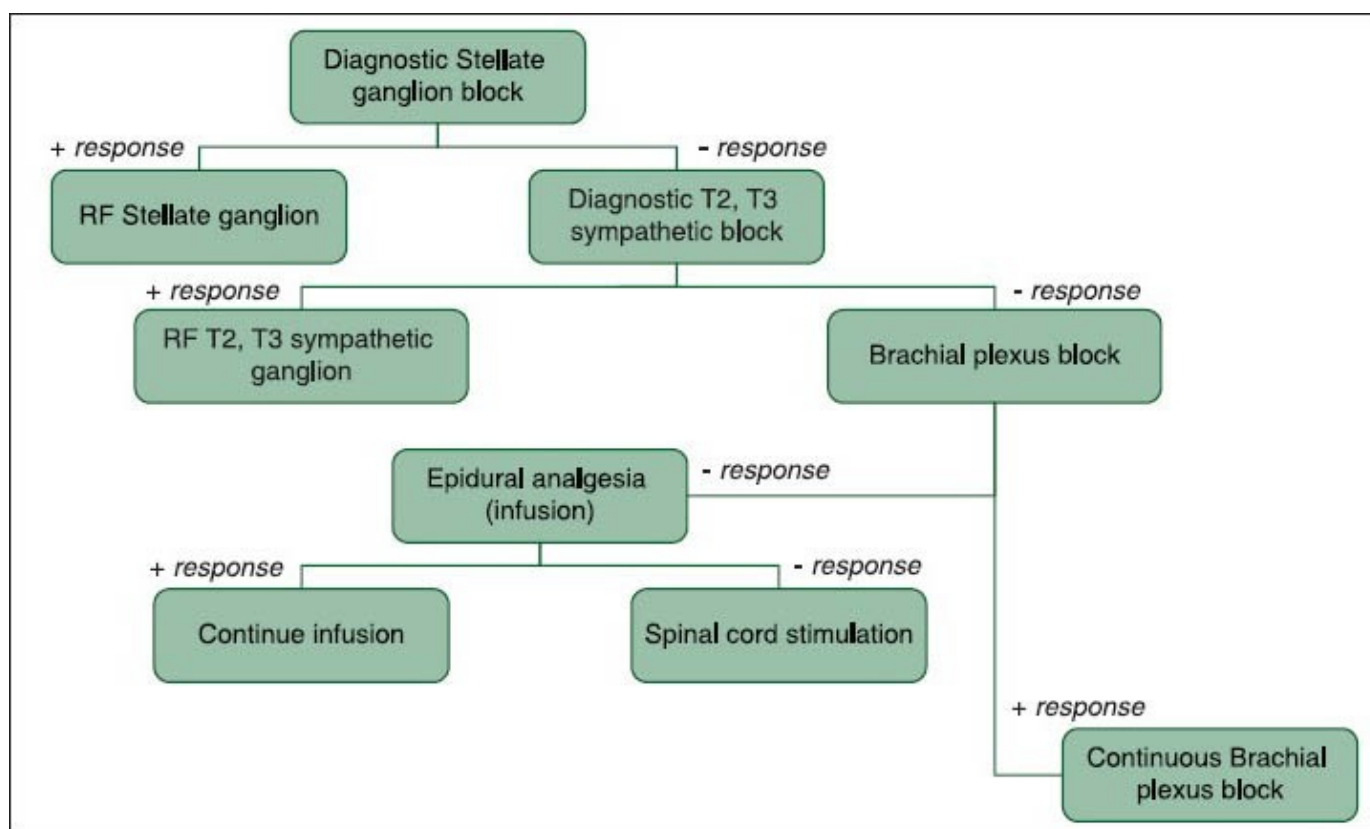 Diagnostic Stellate
ganglion block
+ response
- response
RF Stellate ganglion
Diagnostic T2, T3
sympathetic block
+ response
- response
RF T2, T3 sympathetic
ganglion
Brachial plexus block
Epidural analgesia
(infusion)
- response
+ response
- response
Continue infusion
Spinal cord stimulation
+ response
Continuous Brachial
plexus block